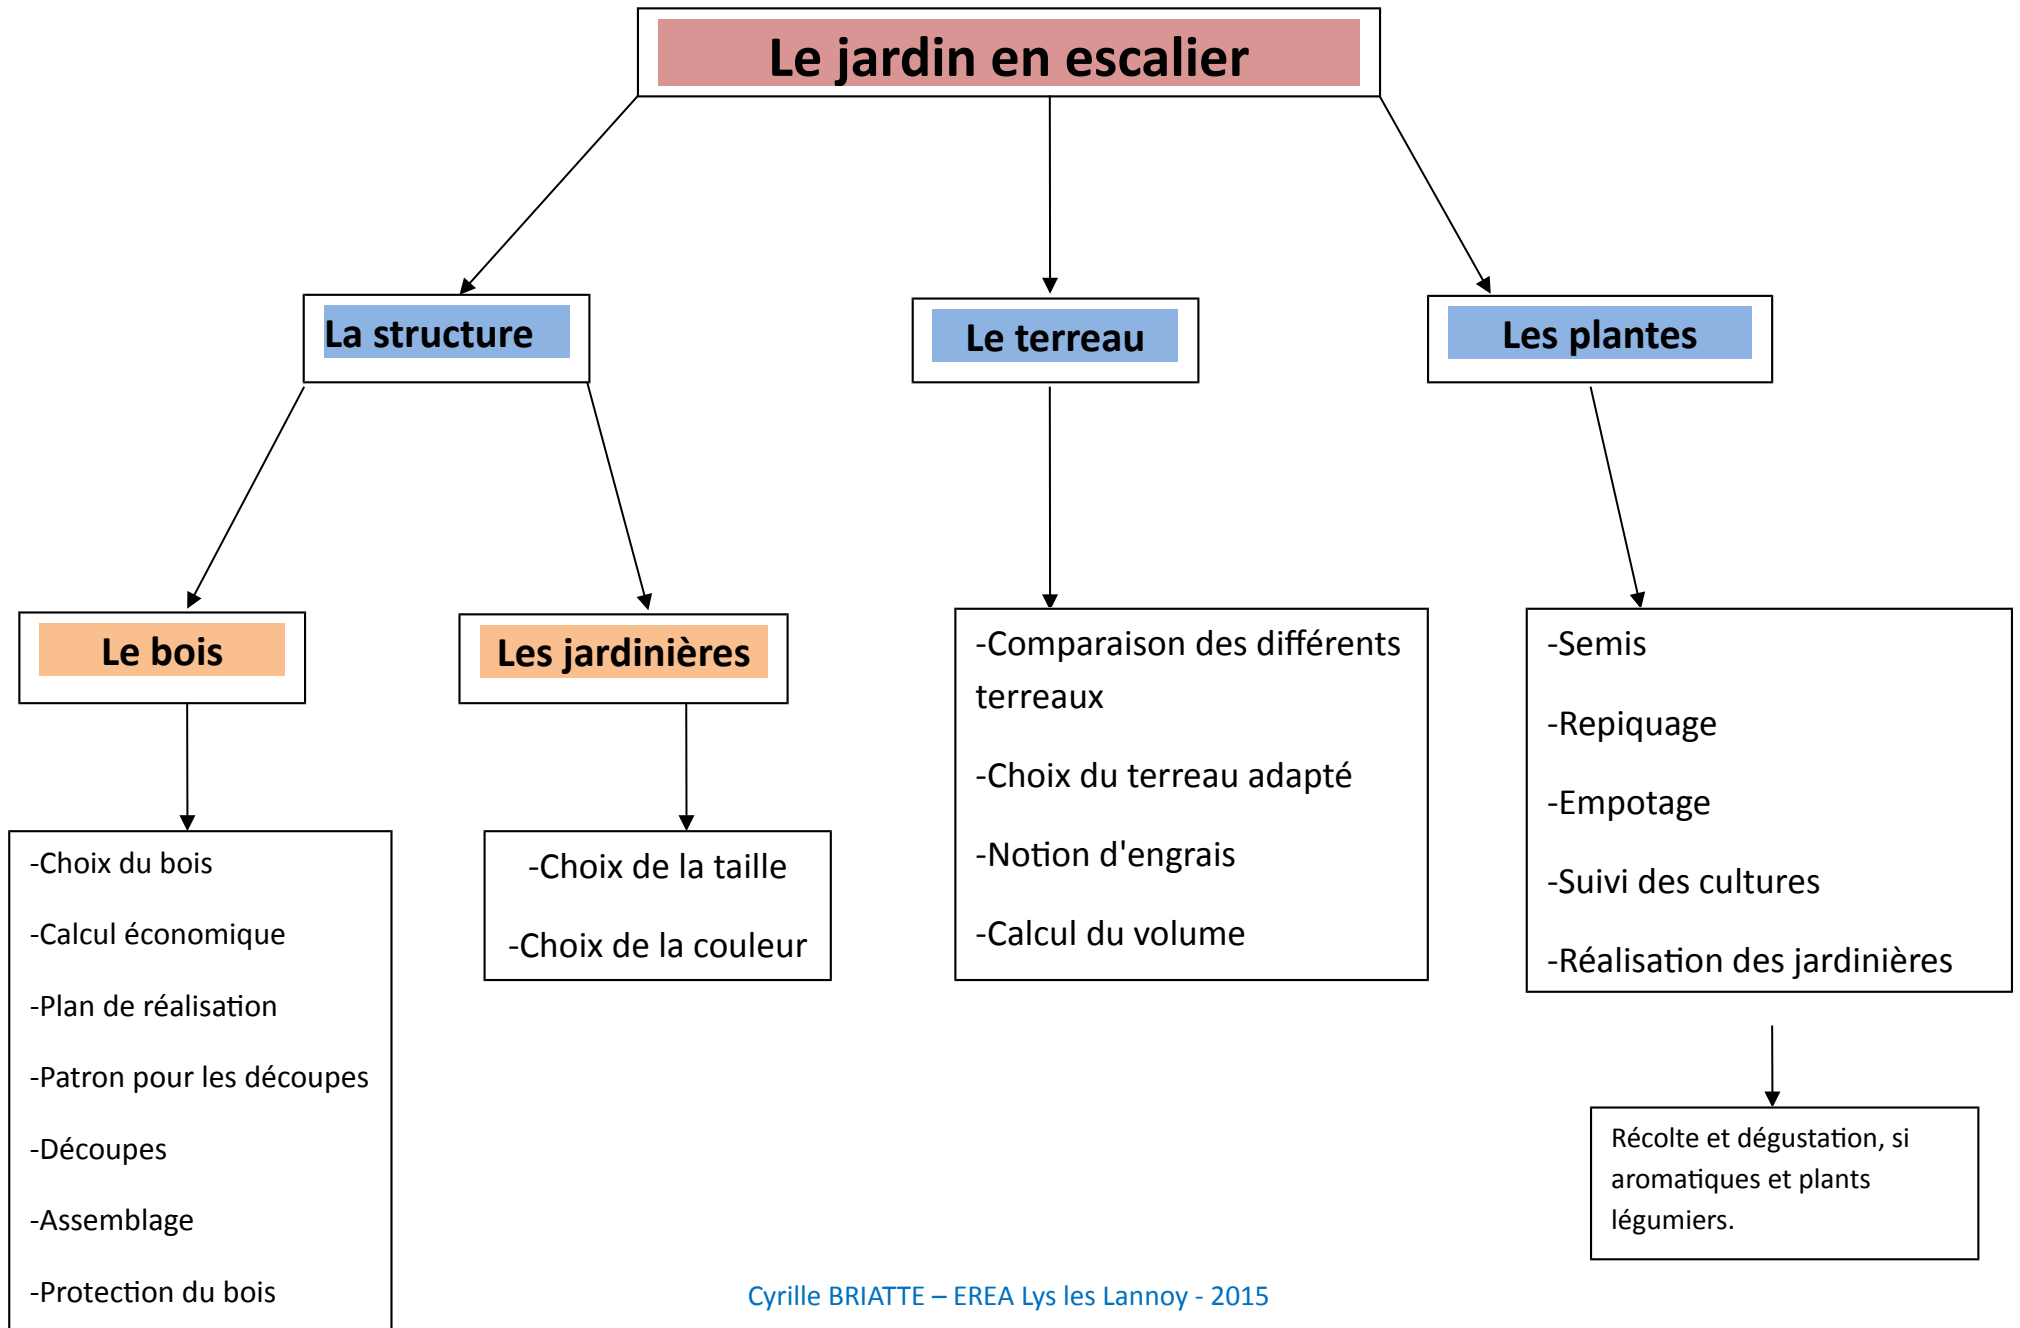 Le jardin en escalier
La structure
Le terreau
Les plantes
Le bois
Les jardinières
-Choix du bois
-Calcul économique
-Plan de réalisation
-Patron pour les découpes
-Découpes
-Assemblage
-Protection du bois
-Choix de la taille
-Choix de la couleur
-Comparaison des différents
terreaux
-Choix du terreau adapté
-Notion d'engrais
-Calcul du volume
-Semis
-Repiquage
-Empotage
-Suivi des cultures
-Réalisation des jardinières
Récolte et dégustation, si
aromatiques et plants
légumiers.
Cyrille BRIATTE – EREA Lys les Lannoy - 2015